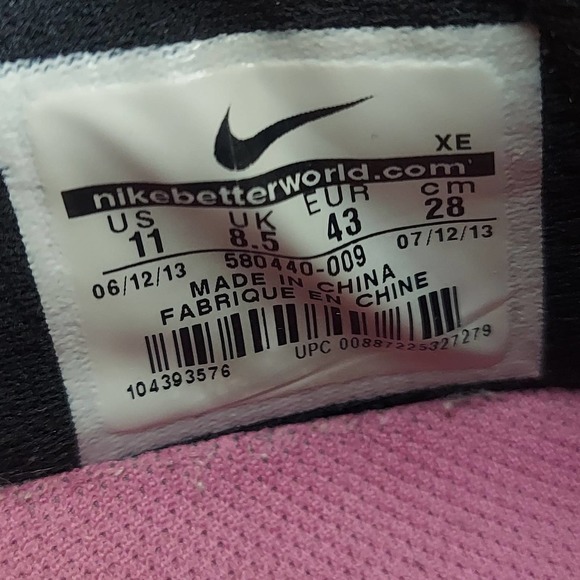 XE
nikebetterworld.com
US UK EUR cm
11 8.5 43 28
06/12/13 580440-009 07/12/13
MADE IN CHINA
FABRIQUE EN CHINE
104393576 UPC 00887225327279